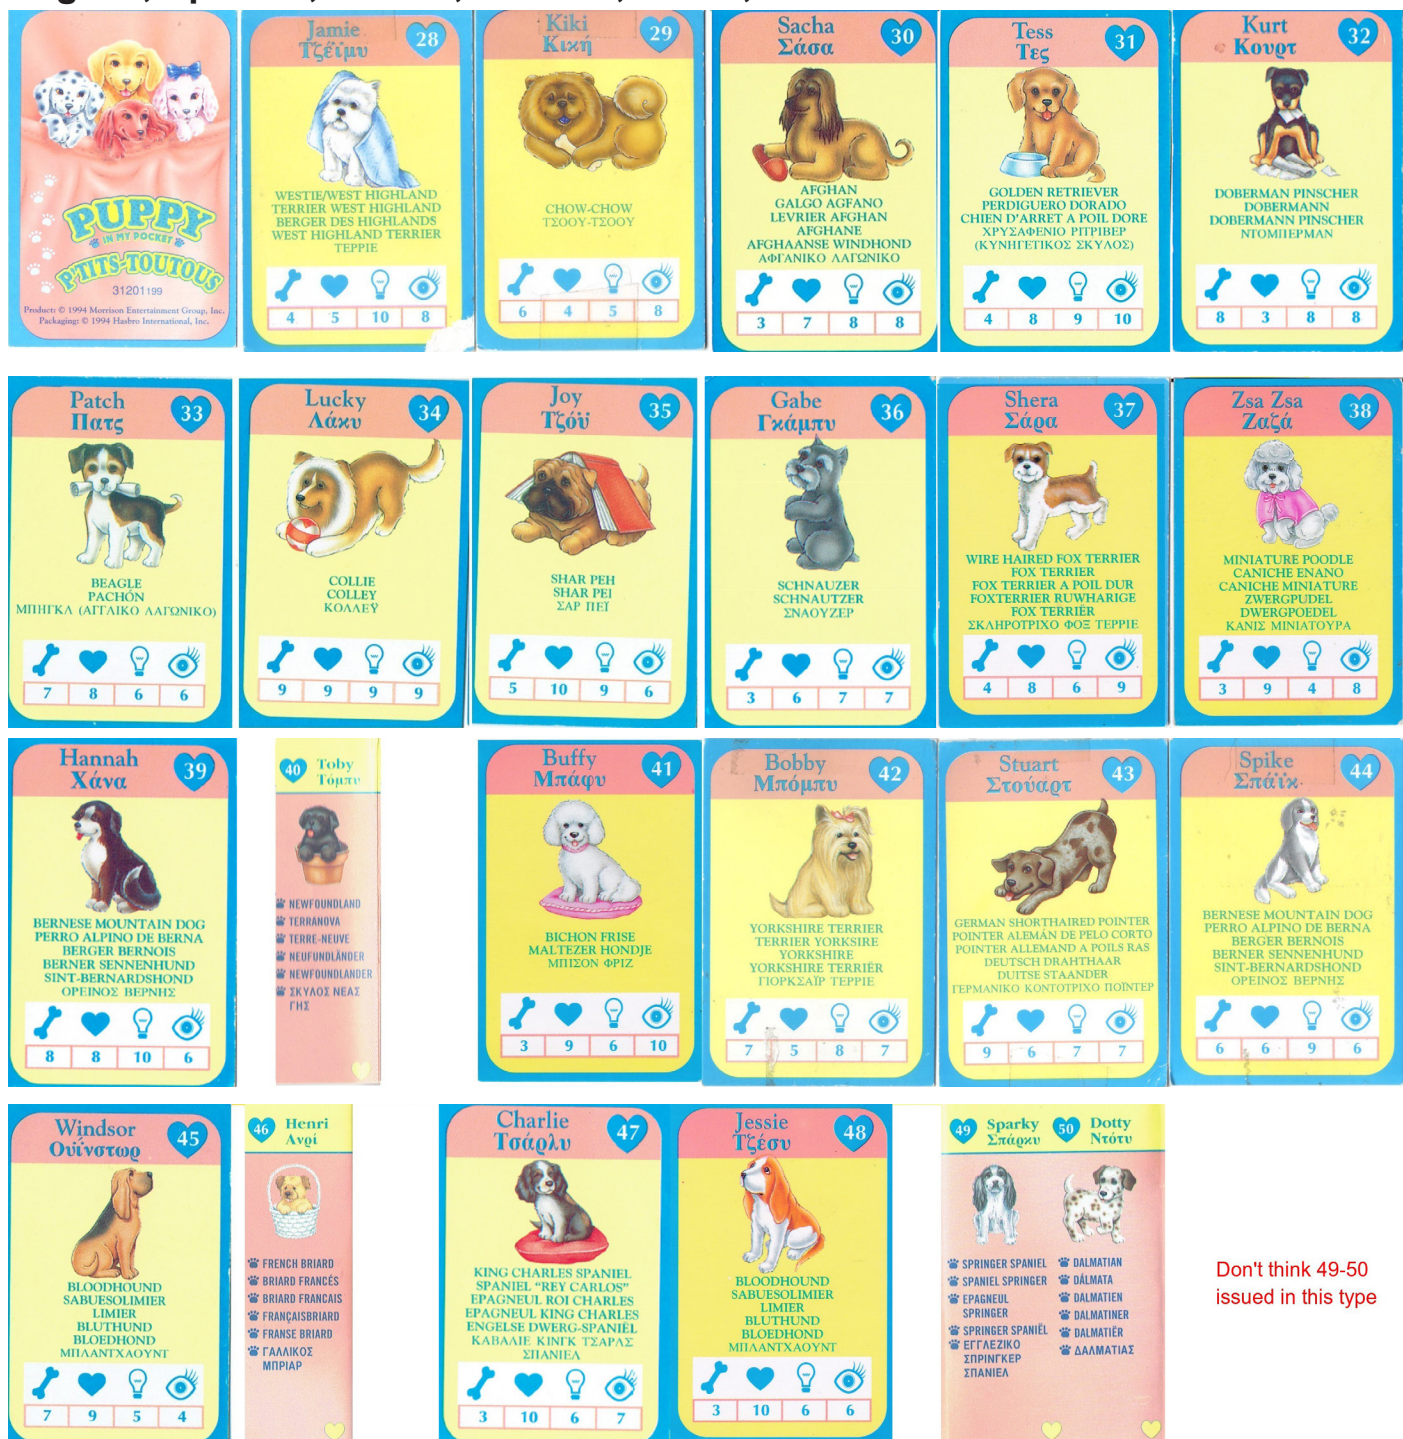 PUPPY
IN MY POCKET
P'TITS-TOUTOUS
31201199
Product: © 1994 Morrison Entertainment Group, Inc.
Packaging: © 1994 Hasbro International, Inc.
Jamie
Τζέϊμυ
28
WESTIE/WEST HIGHLAND
TERRIER WEST HIGHLAND
BERGER DES HIGHLANDS
WEST HIGHLAND TERRIER
ΤΕΡΡΙΕ
4 5 10 8
Kiki
Κική
29
CHOW-CHOW
ΤΣΟΟΥ-ΤΣΟΟΥ
6 4 5 8
Sacha
Σάσα
30
AFGHAN
GALGO AGFANO
LEVRIER AFGHAN
AFGHANE
AFGHAANSE WINDHOND
ΑΦΓΑΝΙΚΟ ΛΑΓΩΝΙΚΟ
3 7 8 8
Tess
Τες
31
GOLDEN RETRIEVER
PERDIGUERO DORADO
CHIEN D'ARRET A POIL DORE
ΧΡΥΣΑΦΕΝΙΟ ΡΙΤΡΙΒΕΡ
(ΚΥΝΗΓΕΤΙΚΟΣ ΣΚΥΛΟΣ)
4 8 9 10
Kurt
Κουρτ
32
DOBERMAN PINSCHER
DOBERMANN
DOBERMANN PINSCHER
ΝΤΟΜΠΕΡΜΑΝ
8 3 8 8
Patch
Πατς
33
BEAGLE
PACHÓN
ΜΠΗΓΚΛ (ΑΓΓΛΙΚΟ ΛΑΓΩΝΙΚΟ)
7 8 6 6
Lucky
Λάκυ
34
COLLIE
COLLEY
ΚΟΛΛΕΫ
9 9 9 9
Joy
Τζόϋ
35
SHAR PEH
SHAR PEI
ΣΑΡ ΠΕΪ
5 10 9 6
Gabe
Γκάμπυ
36
SCHNAUZER
SCHNAUTZER
ΣΝΑΟΥΖΕΡ
3 6 7 7
Shera
Σάρα
37
WIRE HAIRED FOX TERRIER
FOX TERRIER
FOX TERRIER A POIL DUR
FOXTERRIER RUWHARIGE
FOX TERRIËR
ΣΚΛΗΡΟΤΡΙΧΟ ΦΟΞ ΤΕΡΡΙΕ
4 8 6 9
Zsa Zsa
Ζαζά
38
MINIATURE POODLE
CANICHE ENANO
CANICHE MINIATURE
ZWERGPUDEL
DWERGPOEDEL
ΚΑΝΙΣ ΜΙΝΙΑΤΟΥΡΑ
3 9 4 8
Hannah
Χάνα
39
BERNESE MOUNTAIN DOG
PERRO ALPINO DE BERNA
BERGER BERNOIS
BERNER SENNENHUND
SINT-BERNARDSHOND
ΟΡΕΙΝΟΣ ΒΕΡΝΗΣ
8 8 10 6
40
Toby
Τόμπυ
NEWFOUNDLAND
TERRANOVA
TERRE-NEUVE
NEUFUNDLÄNDER
NEWFOUNDLANDER
ΣΚΥΛΟΣ ΝΕΑΣ
ΓΗΣ
Buffy
Μπάφυ
41
BICHON FRISE
MALTEZER HONDJE
ΜΠΙΣΟΝ ΦΡΙΖ
3 9 6 10
Bobby
Μπόμπυ
42
YORKSHIRE TERRIER
TERRIER YORKSIRE
YORKSHIRE
YORKSHIRE TERRIËR
ΓΙΟΡΚΣΑΪΡ ΤΕΡΡΙΕ
7 5 8 7
Stuart
Στούαρτ
43
GERMAN SHORTHAIRED POINTER
POINTER ALEMÁN DE PELO CORTO
POINTER ALLEMAND A POILS RAS
DEUTSCH DRAHTHAAR
DUITSE STAANDER
ΓΕΡΜΑΝΙΚΟ ΚΟΝΤΟΤΡΙΧΟ ΠΟΪΝΤΕΡ
9 6 7 7
Spike
Σπάϊκ
44
BERNESE MOUNTAIN DOG
PERRO ALPINO DE BERNA
BERGER BERNOIS
BERNER SENNENHUND
SINT-BERNARDSHOND
ΟΡΕΙΝΟΣ ΒΕΡΝΗΣ
6 6 9 6
Windsor
Ουΐνστωρ
45
BLOODHOUND
SABUESOLIMIER
LIMIER
BLUTHUND
BLOEDHOND
ΜΠΛΑΝΤΧΑΟΥΝΤ
7 9 5 4
46
Henri
Ανρί
FRENCH BRIARD
BRIARD FRANCÉS
BRIARD FRANCAIS
FRANÇAISBRIARD
FRANSE BRIARD
ΓΑΛΛΙΚΟΣ
ΜΠΡΙΑΡ
Charlie
Τσάρλυ
47
KING CHARLES SPANIEL
SPANIEL "REY CARLOS"
EPAGNEUL ROI CHARLES
EPAGNEUL KING CHARLES
ENGELSE DWERG-SPANIËL
ΚΑΒΑΛΙΕ ΚΙΝΓΚ ΤΣΑΡΛΣ
ΣΠΑΝΙΕΛ
3 10 6 7
Jessie
Τζέσυ
48
BLOODHOUND
SABUESOLIMIER
LIMIER
BLUTHUND
BLOEDHOND
ΜΠΛΑΝΤΧΑΟΥΝΤ
3 10 6 6
49
Sparky
Σπάρκυ
SPRINGER SPANIEL
SPANIEL SPRINGER
EPAGNEUL
SPRINGER
SPRINGER SPANIËL
ΕΓΓΛΕΖΙΚΟ
ΣΠΡΙΝΓΚΕΡ
ΣΠΑΝΙΕΛ
50
Dotty
Ντότυ
DALMATIAN
DÁLMATA
DALMATIEN
DALMATINER
DALMATIËR
ΔΑΛΜΑΤΙΑΣ
Don't think 49-50
issued in this type